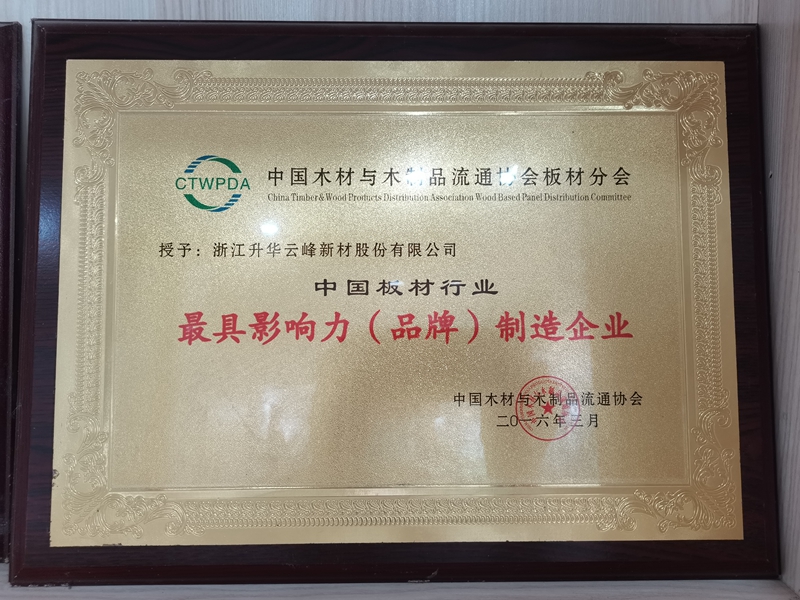 CTWPDA
中国木材与木制品流通协会板材分会
China Timber&Wood Products Distribution Association Wood Based Panel Distribution Committee
授予：浙江升华云峰新材股份有限公司
中国板材行业
最具影响力（品牌）制造企业
中国木材与木制品流通协会
二〇一六年三月